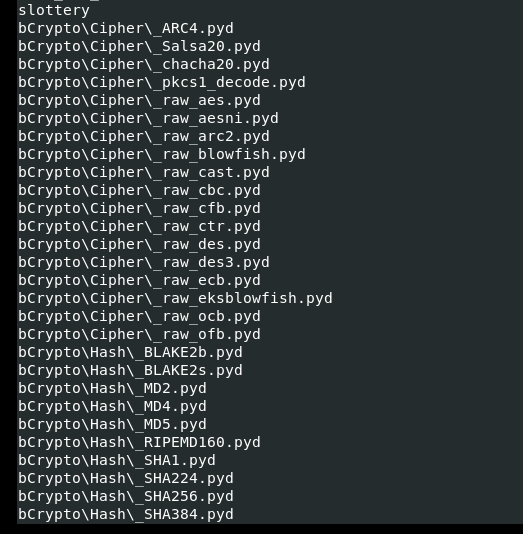 slottery
bCrypto\Cipher\_ARC4.pyd
bCrypto\Cipher\_Salsa20.pyd
bCrypto\Cipher\_chacha20.pyd
bCrypto\Cipher\_pkcs1_decode.pyd
bCrypto\Cipher\_raw_aes.pyd
bCrypto\Cipher\_raw_aesni.pyd
bCrypto\Cipher\_raw_arc2.pyd
bCrypto\Cipher\_raw_blowfish.pyd
bCrypto\Cipher\_raw_cast.pyd
bCrypto\Cipher\_raw_cbc.pyd
bCrypto\Cipher\_raw_cfb.pyd
bCrypto\Cipher\_raw_ctr.pyd
bCrypto\Cipher\_raw_des.pyd
bCrypto\Cipher\_raw_des3.pyd
bCrypto\Cipher\_raw_ecb.pyd
bCrypto\Cipher\_raw_eksblowfish.pyd
bCrypto\Cipher\_raw_ocb.pyd
bCrypto\Cipher\_raw_ofb.pyd
bCrypto\Hash\_BLAKE2b.pyd
bCrypto\Hash\_BLAKE2s.pyd
bCrypto\Hash\_MD2.pyd
bCrypto\Hash\_MD4.pyd
bCrypto\Hash\_MD5.pyd
bCrypto\Hash\_RIPEMD160.pyd
bCrypto\Hash\_SHA1.pyd
bCrypto\Hash\_SHA224.pyd
bCrypto\Hash\_SHA256.pyd
bCrypto\Hash\_SHA384.pyd